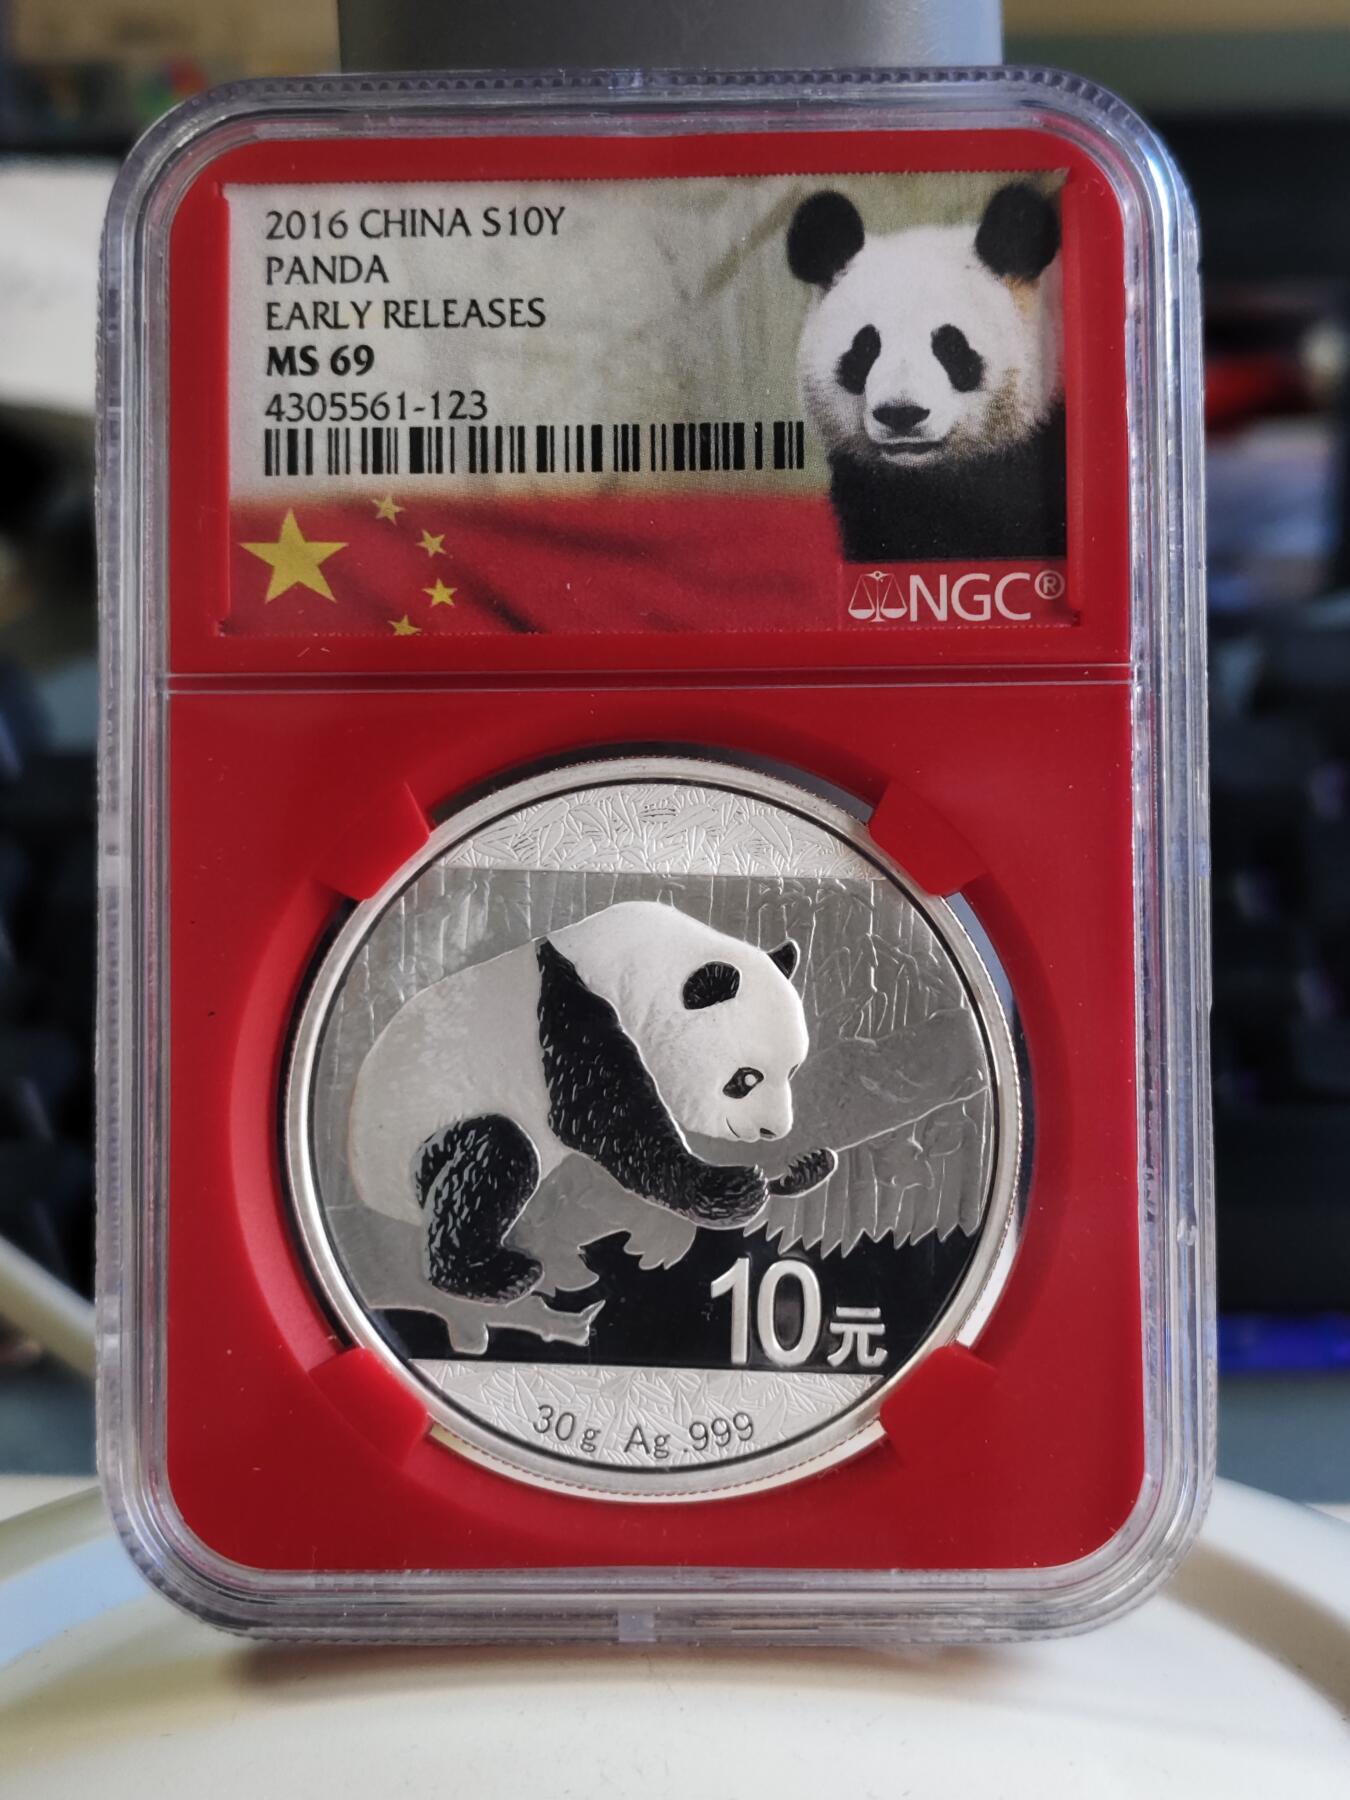 2016 CHINA S10Y
PANDA
EARLY RELEASES
MS 69
4305561-123
NGC®
10元
30g Ag.999